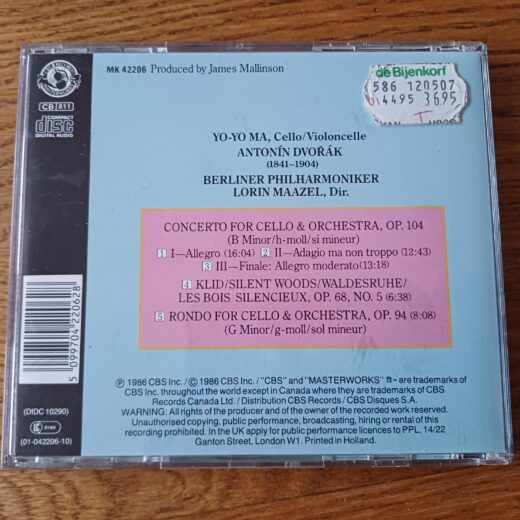 MK 42206 Produced by James Mallinson
CB 811
COMPACT
disc
DIGITAL AUDIO
de Bijenkorf
586 120507
44.95 36.95
YO-YO MA, Cello/Violoncelle
ANTONÍN DVOŘÁK
(1841–1904)
BERLINER PHILHARMONIKER
LORIN MAAZEL, Dir.
CONCERTO FOR CELLO & ORCHESTRA, OP. 104
(B Minor/h-moll/si mineur)
1 I—Allegro (16:04) 2 II—Adagio ma non troppo (12:43)
3 III—Finale: Allegro moderato (13:18)
4 KLID/SILENT WOODS/WALDESRUHE/
LES BOIS SILENCIEUX, OP. 68, NO. 5 (6:38)
5 RONDO FOR CELLO & ORCHESTRA, OP. 94 (8:08)
(G Minor/g-moll/sol mineur)
5 099704 220628
(DIDC 10290)
0149
(01-042206-10)
Ⓟ 1986 CBS Inc./© 1986 CBS Inc./"CBS" and "MASTERWORKS" are trademarks of
CBS Inc. throughout the world except in Canada where they are trademarks of CBS
Records Canada Ltd./ Distribution CBS Records/ CBS Disques S.A.
WARNING: All rights of the producer and of the owner of the recorded work reserved.
Unauthorised copying, public performance, broadcasting, hiring or rental of this
recording prohibited. In the UK apply for public performance licences to PPL, 14/22
Ganton Street, London W1. Printed in Holland.